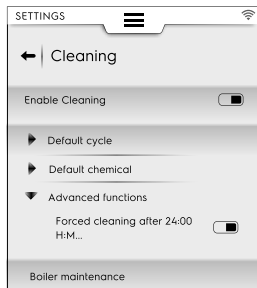 SETTINGS
Cleaning
Enable Cleaning
Default cycle
Default chemical
Advanced functions
Forced cleaning after 24:00
H:M...
Boiler maintenance